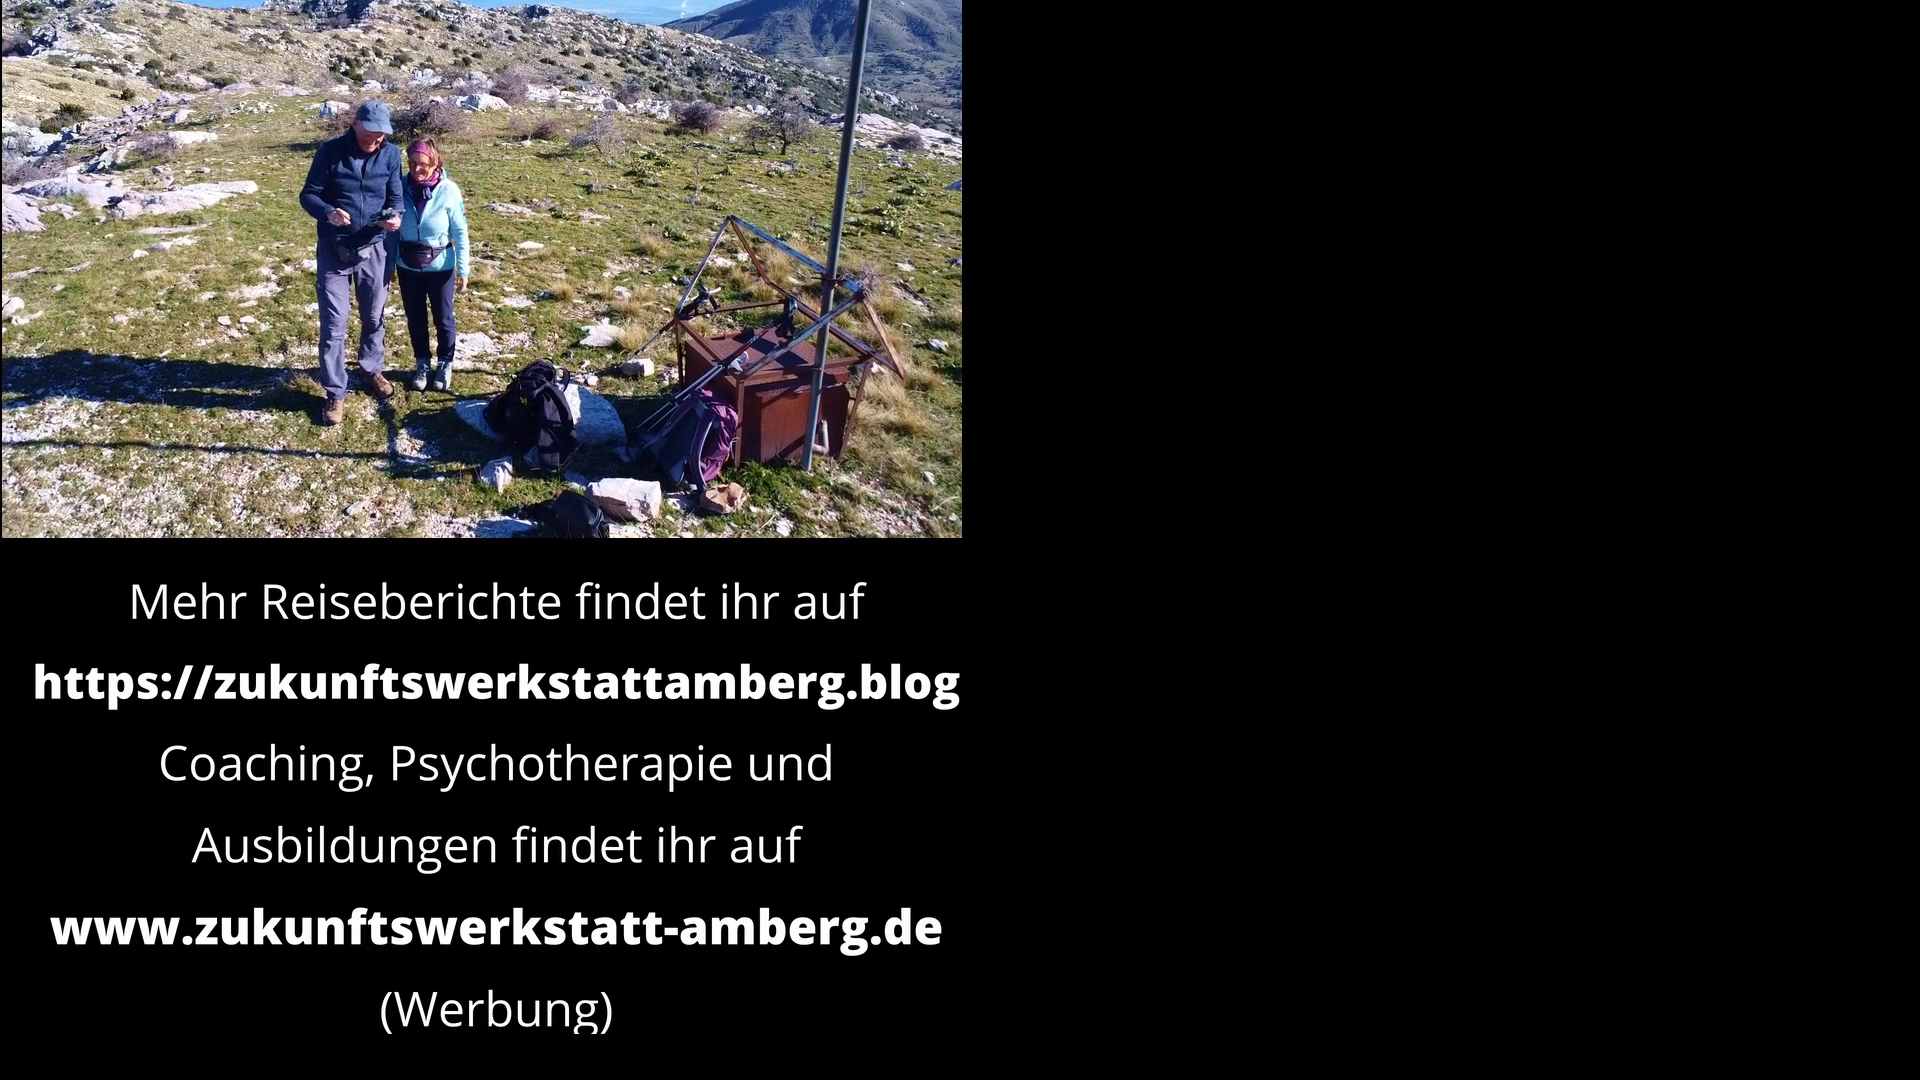 Mehr Reiseberichte findet ihr auf
https://zukunftswerkstattamberg.blog
Coaching, Psychotherapie und
Ausbildungen findet ihr auf
www.zukunftswerkstatt-amberg.de
(Werbung)